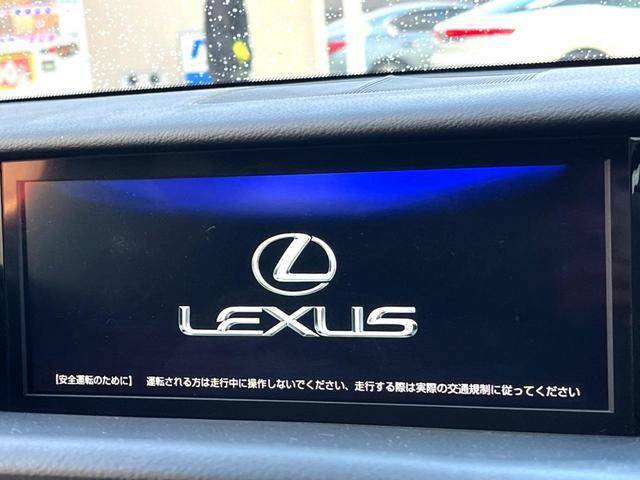 LEXUS
【安全運転のために】 運転される方は走行中に操作しないでください、走行する際は実際の交通規制に従ってください